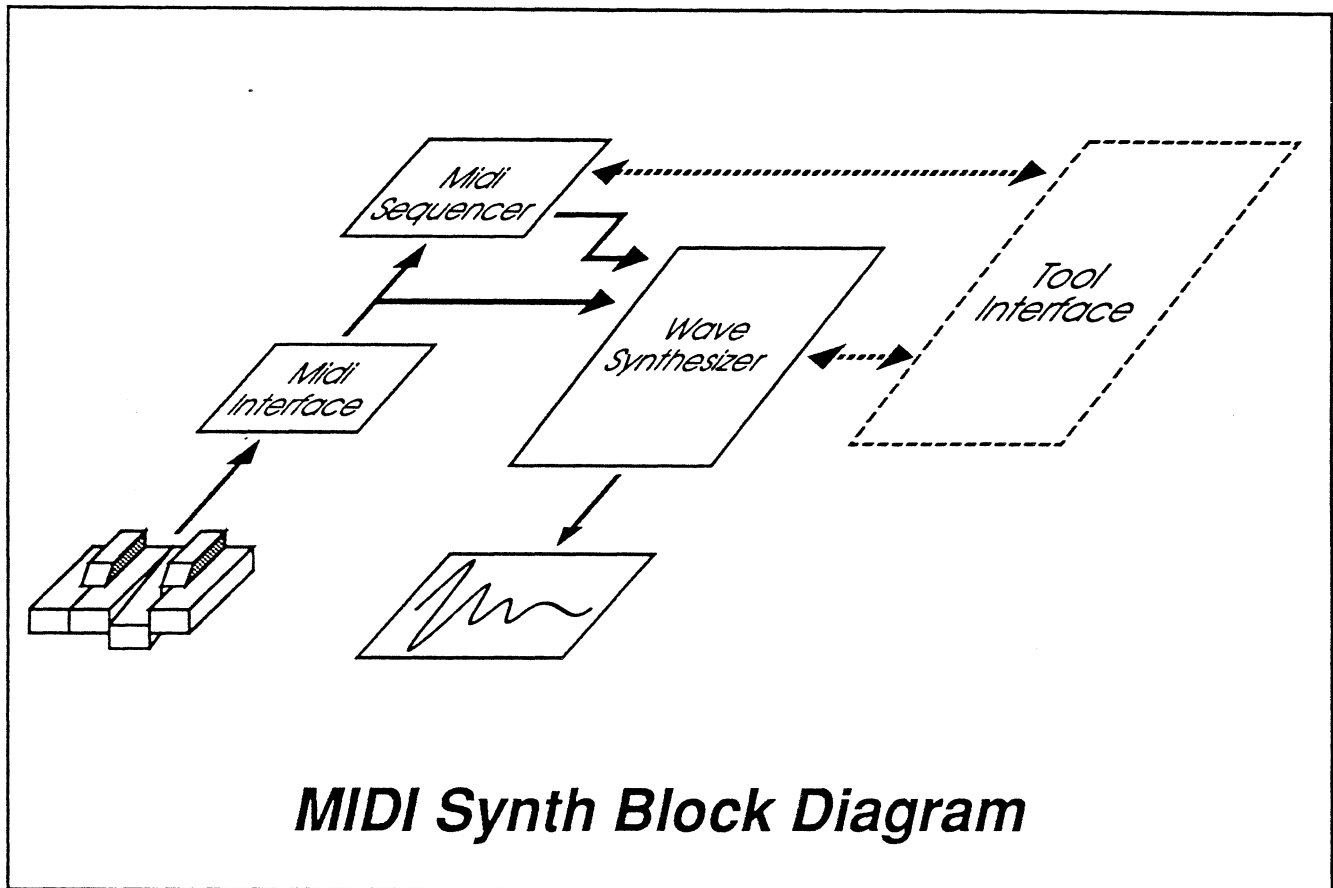 Midi
Sequencer
Tool
Interface
Wave
Synthesizer
Midi
Interface
MIDI Synth Block Diagram